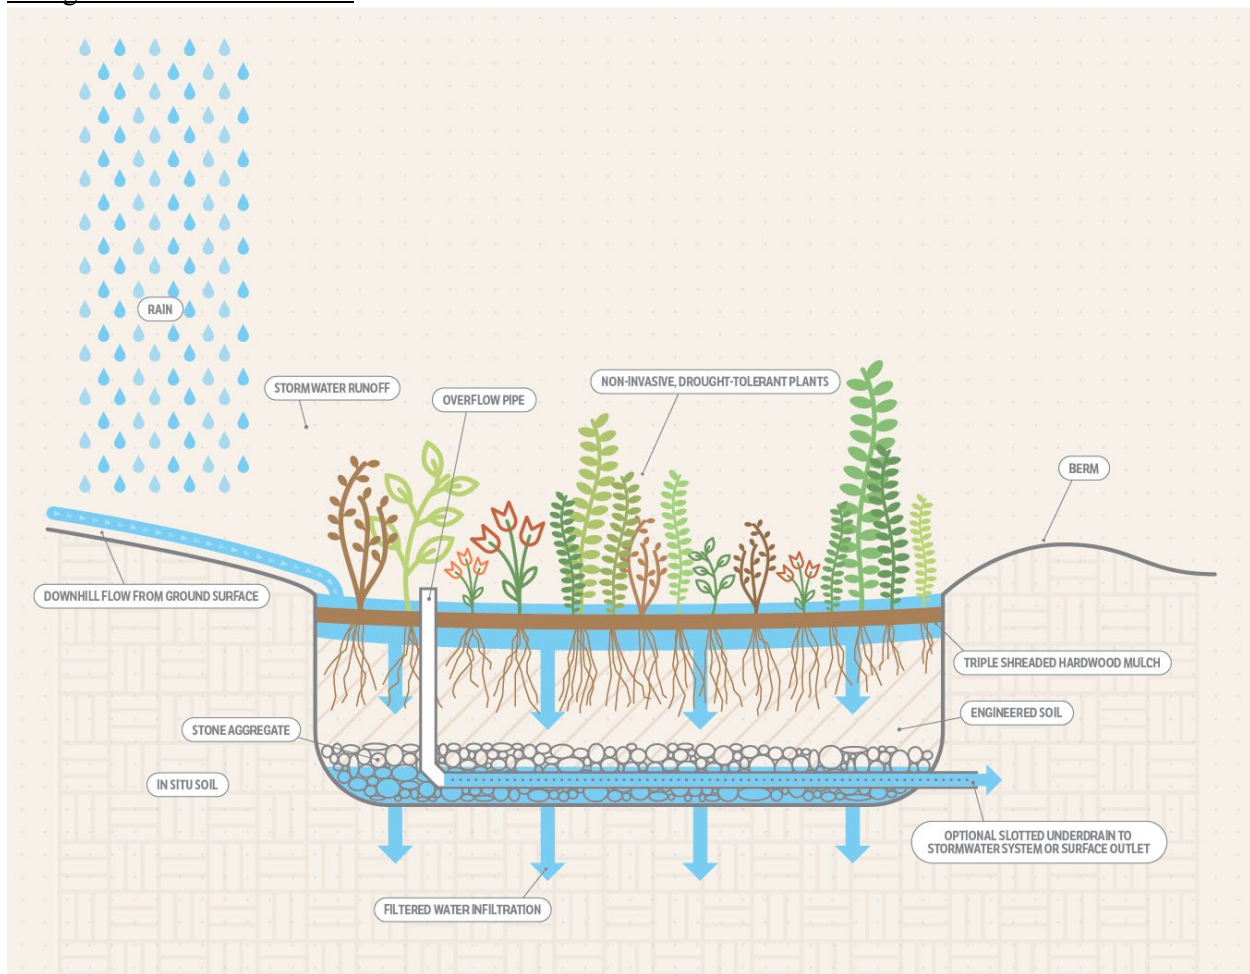 RAIN
STORMWATER RUNOFF
OVERFLOW PIPE
NON-INVASIVE, DROUGHT-TOLERANT PLANTS
BERM
DOWNHILL FLOW FROM GROUND SURFACE
TRIPLE SHREADED HARDWOOD MULCH
ENGINEERED SOIL
STONE AGGREGATE
IN SITU SOIL
OPTIONAL SLOTTED UNDERDRAIN TO
STORMWATER SYSTEM OR SURFACE OUTLET
FILTERED WATER INFILTRATION